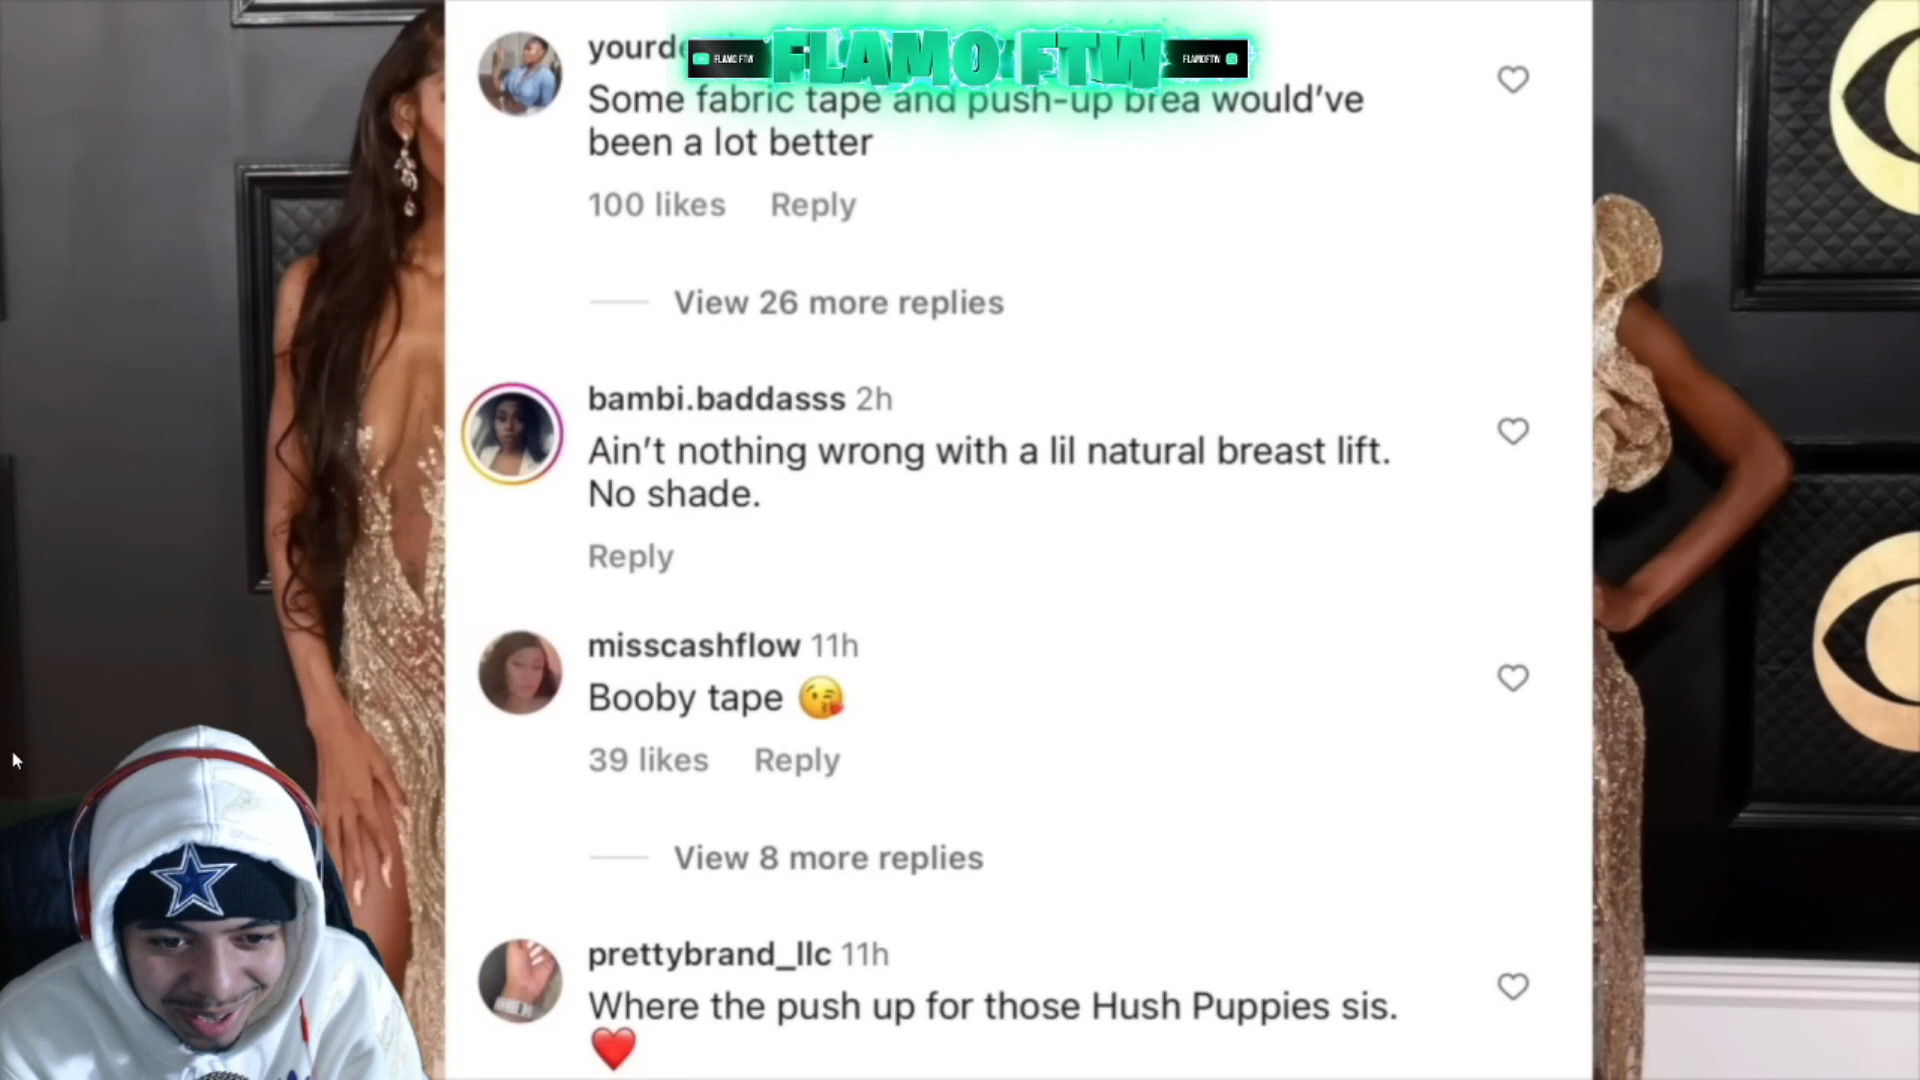 yourde
FLAMO FTW
FLAMO FTW
FLAMOFTW
Some fabric tape and push-up brea would've
been a lot better
100 likes Reply
View 26 more replies
bambi.baddasss 2h
Ain't nothing wrong with a lil natural breast lift.
No shade.
Reply
misscashflow 11h
Booby tape 😘
39 likes Reply
View 8 more replies
prettybrand_llc 11h
Where the push up for those Hush Puppies sis.
❤️